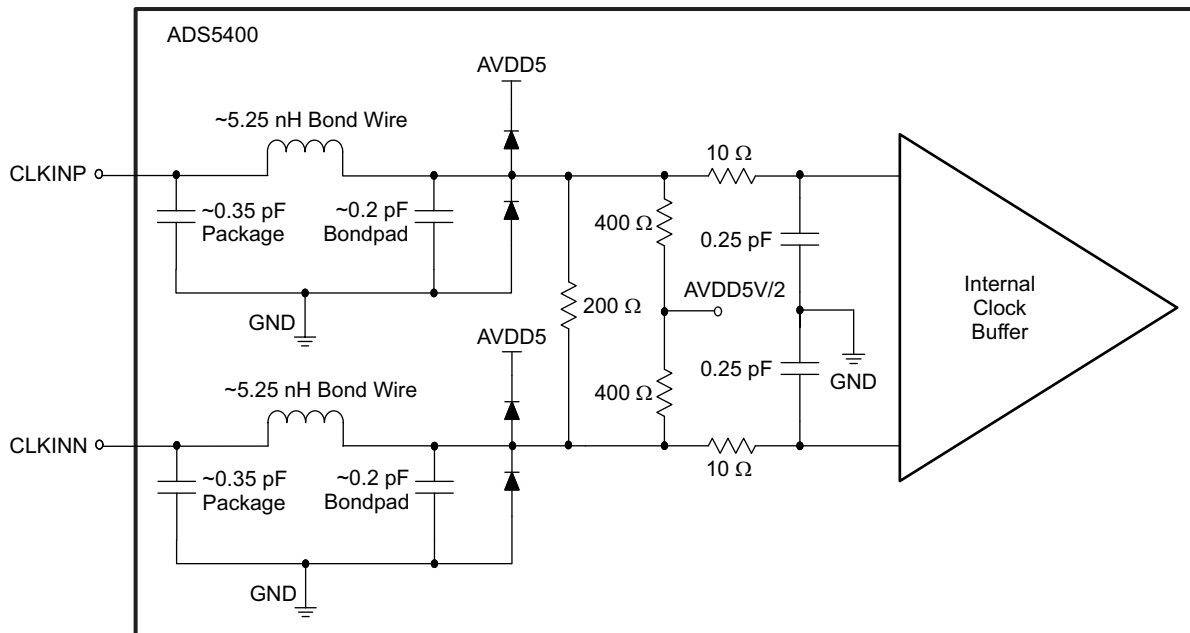 ADS5400
AVDD5
~5.25 nH Bond Wire
CLKINP
10 Ω
~0.35 pF
Package
~0.2 pF
Bondpad
400 Ω
0.25 pF
200 Ω
AVDD5V/2
Internal
Clock
Buffer
GND
AVDD5
0.25 pF
GND
~5.25 nH Bond Wire
400 Ω
CLKINN
10 Ω
~0.35 pF
Package
~0.2 pF
Bondpad
GND